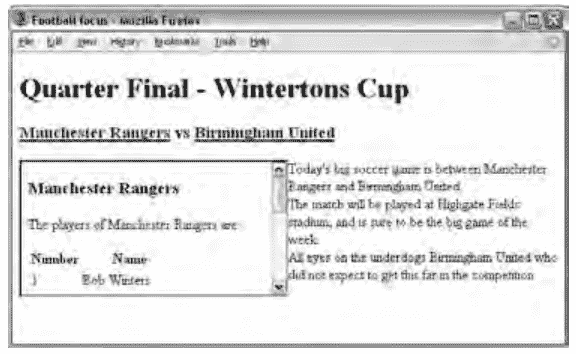 Football focus - mozilla Firefox
File Edit View History Bookmarks Tools Help
Quarter Final - Wintertons Cup
Manchester Rangers vs Birmingham United
Manchester Rangers
The players of Manchester Rangers are
Number Name
1 Bob Winters
Today's big soccer game is between Manchester
Rangers and Birmingham United
The match will be played at Highgate Fields
stadium, and is sure to be the big game of the
week.
All eyes on the underdogs Birmingham United who
did not expect to get this far in the competition